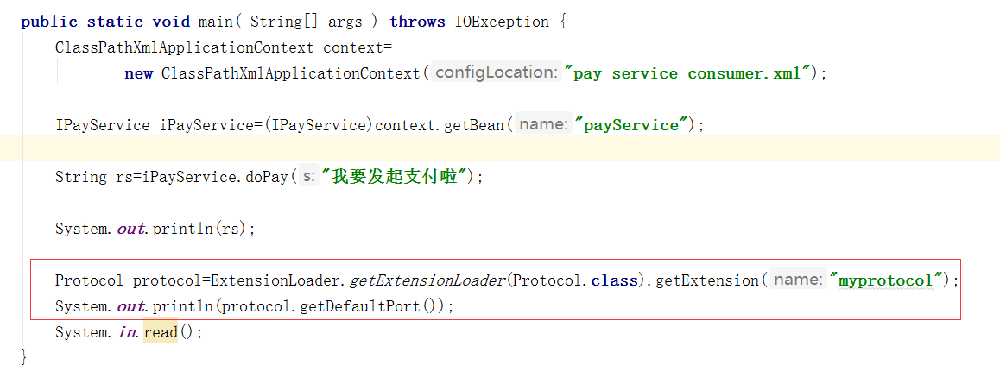 public static void main( String[] args ) throws IOException {
ClassPathXmlApplicationContext context=
new ClassPathXmlApplicationContext( configLocation: "pay-service-consumer.xml");
IPayService iPayService=(IPayService)context.getBean( name: "payService");
String rs=iPayService.doPay( s: "我要发起支付啦");
System.out.println(rs);
Protocol protocol=ExtensionLoader.getExtensionLoader(Protocol.class).getExtension( name: "myprotocol");
System.out.println(protocol.getDefaultPort());
System.in.read();
}